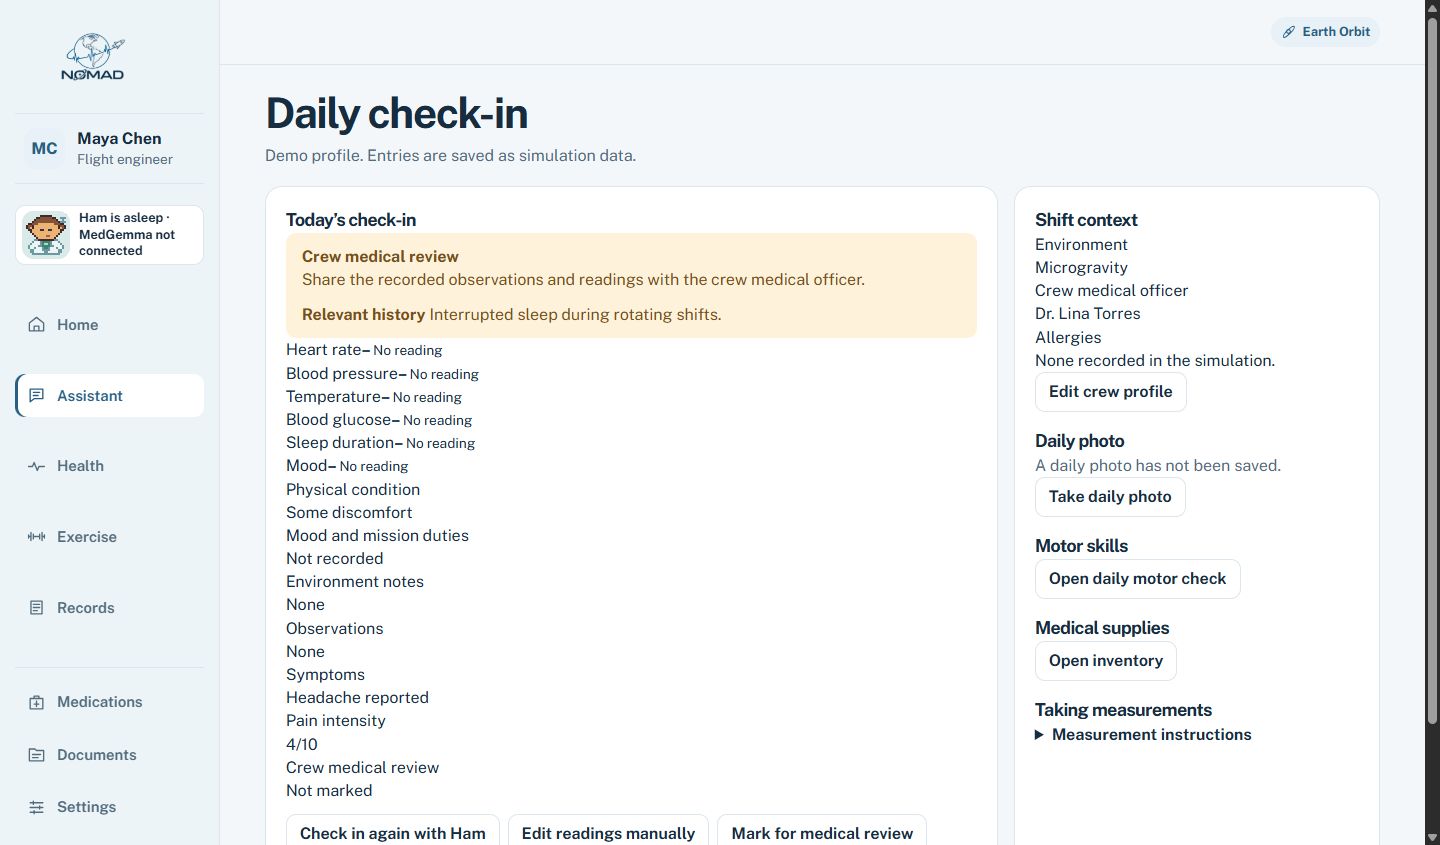 NOMAD
Earth Orbit
MC
Maya Chen
Flight engineer
Ham is asleep ·
MedGemma not
connected
Home
Assistant
Health
Exercise
Records
Medications
Documents
Settings
Daily check-in
Demo profile. Entries are saved as simulation data.
Today’s check-in
Crew medical review
Share the recorded observations and readings with the crew medical officer.
Relevant history Interrupted sleep during rotating shifts.
Heart rate– No reading
Blood pressure– No reading
Temperature– No reading
Blood glucose– No reading
Sleep duration– No reading
Mood– No reading
Physical condition
Some discomfort
Mood and mission duties
Not recorded
Environment notes
None
Observations
None
Symptoms
Headache reported
Pain intensity
4/10
Crew medical review
Not marked
Check in again with Ham
Edit readings manually
Mark for medical review
Shift context
Environment
Microgravity
Crew medical officer
Dr. Lina Torres
Allergies
None recorded in the simulation.
Edit crew profile
Daily photo
A daily photo has not been saved.
Take daily photo
Motor skills
Open daily motor check
Medical supplies
Open inventory
Taking measurements
Measurement instructions